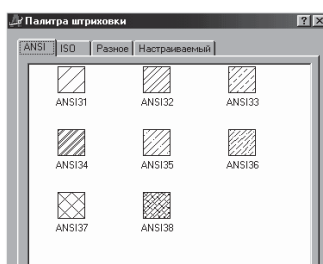 Палитра штриховки
ANSI ISO Разное Настраиваемый
ANSI31 ANSI32 ANSI33
ANSI34 ANSI35 ANSI36
ANSI37 ANSI38